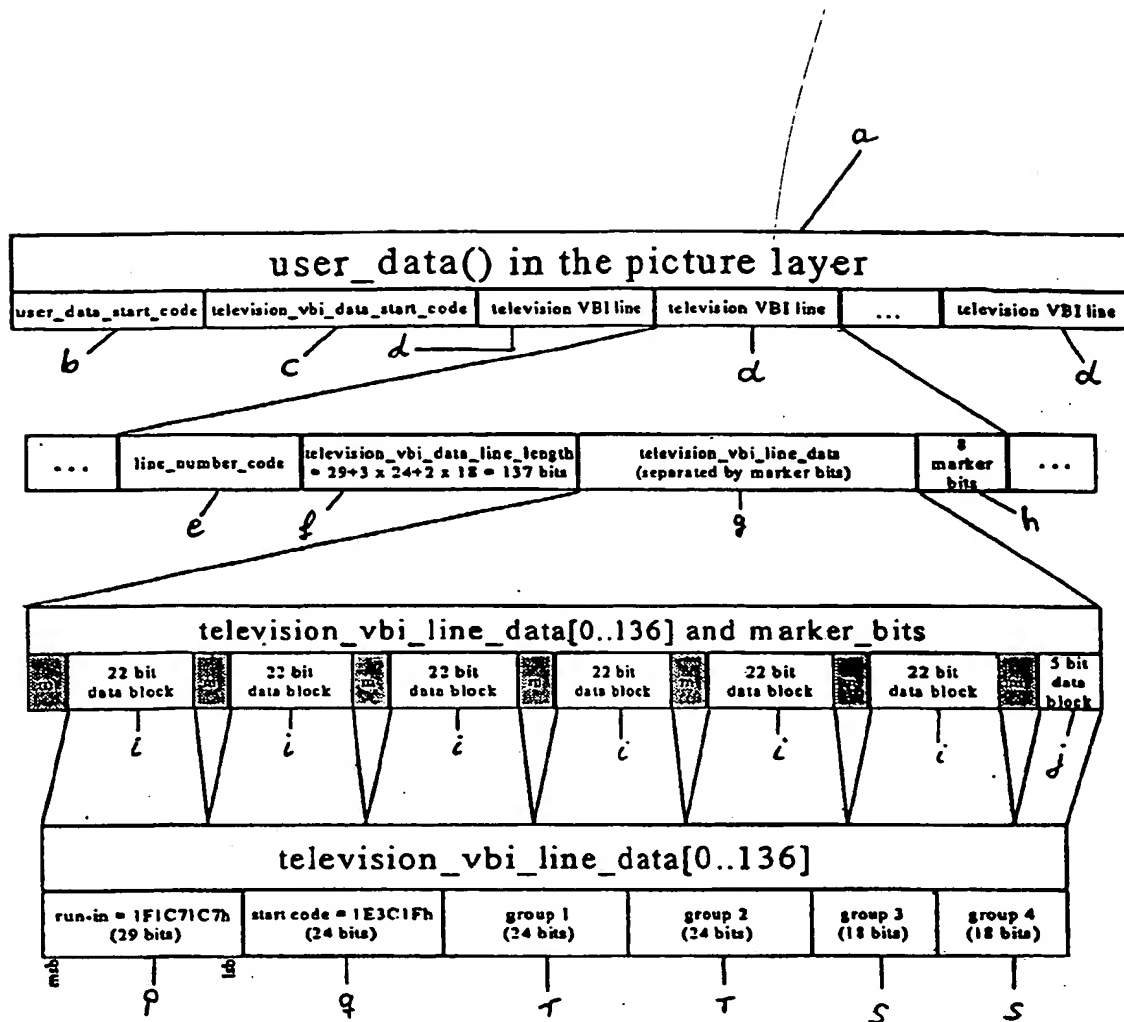 a
user_data() in the picture layer
user_data_start_code television_vbi_data_start_code television VBI line television VBI line ... television VBI line
b c d d d
... line_number_code television_vbi_data_line_length = 29+3 x 24+2 x 18 = 137 bits television_vbi_line_data (separated by marker bits) 8 marker bits ...
e f g h
television_vbi_line_data[0..136] and marker_bits
22 bit data block 22 bit data block 22 bit data block 22 bit data block 22 bit data block 22 bit data block 5 bit data block
i i i i i i j
television_vbi_line_data[0..136]
run-in = 1F1C71C7h (29 bits) start code = 1E3C1Fh (24 bits) group 1 (24 bits) group 2 (24 bits) group 3 (18 bits) group 4 (18 bits)
msb lsb
p q r r s s